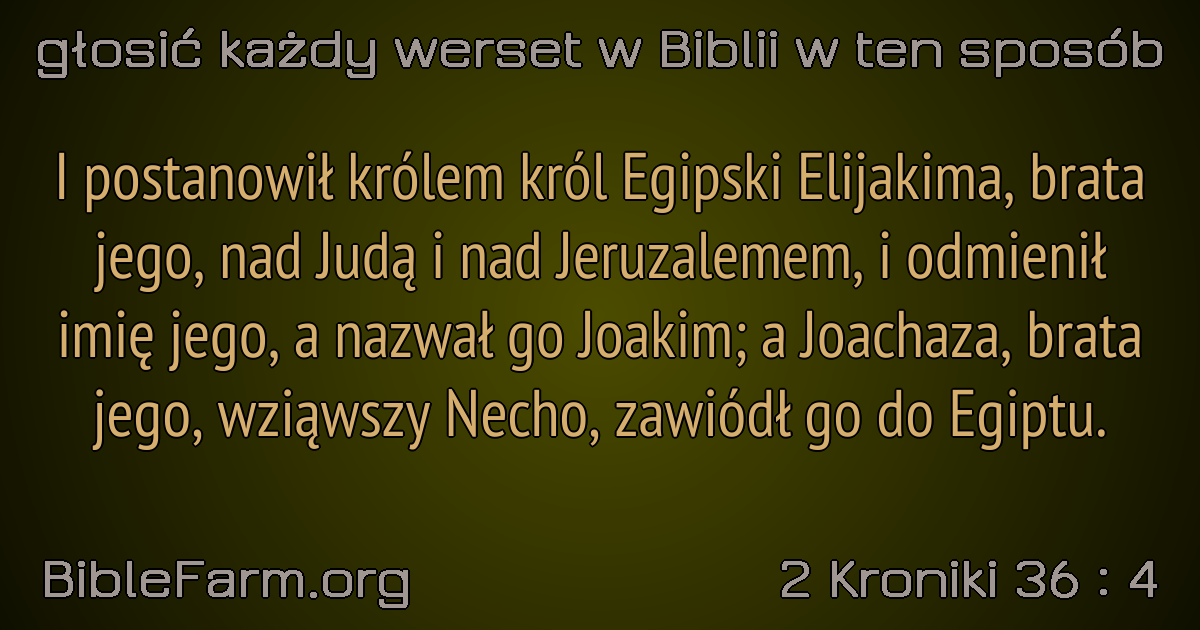 głosić każdy werset w Biblii w ten sposób
I postanowił królem król Egipski Elijakima, brata
jego, nad Judą i nad Jeruzalemem, i odmienił
imię jego, a nazwał go Joakim; a Joachaza, brata
jego, wziąwszy Necho, zawiódł go do Egiptu.
BibleFarm.org
2 Kroniki 36 : 4